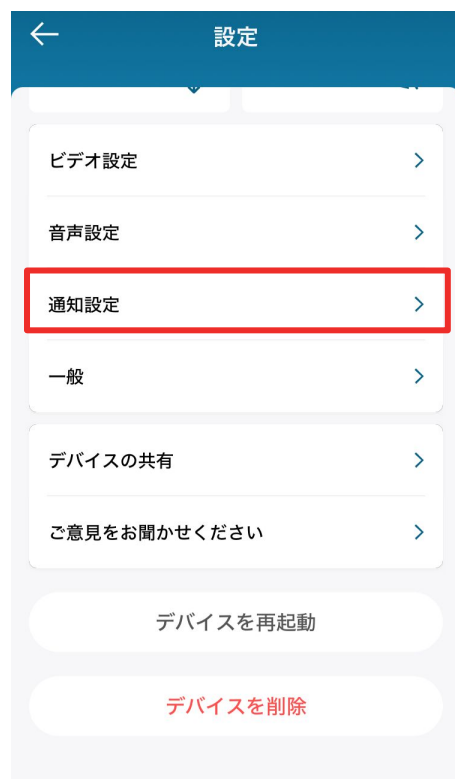 設定
ビデオ設定
音声設定
通知設定
一般
デバイスの共有
ご意見をお聞かせください
デバイスを再起動
デバイスを削除